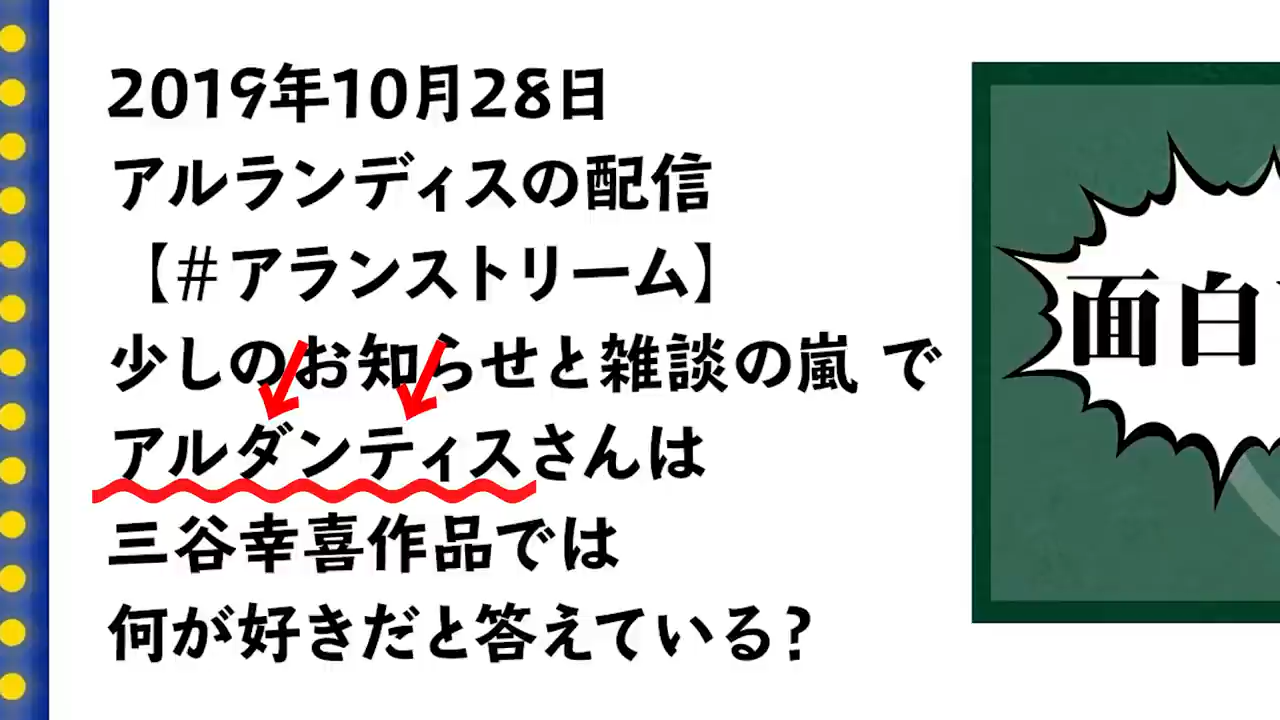 2019年10月28日
アルランディスの配信
【#アランストリーム】
少しのお知らせと雑談の嵐 で
アルダンティスさんは
三谷幸喜作品では
何が好きだと答えている?
面白